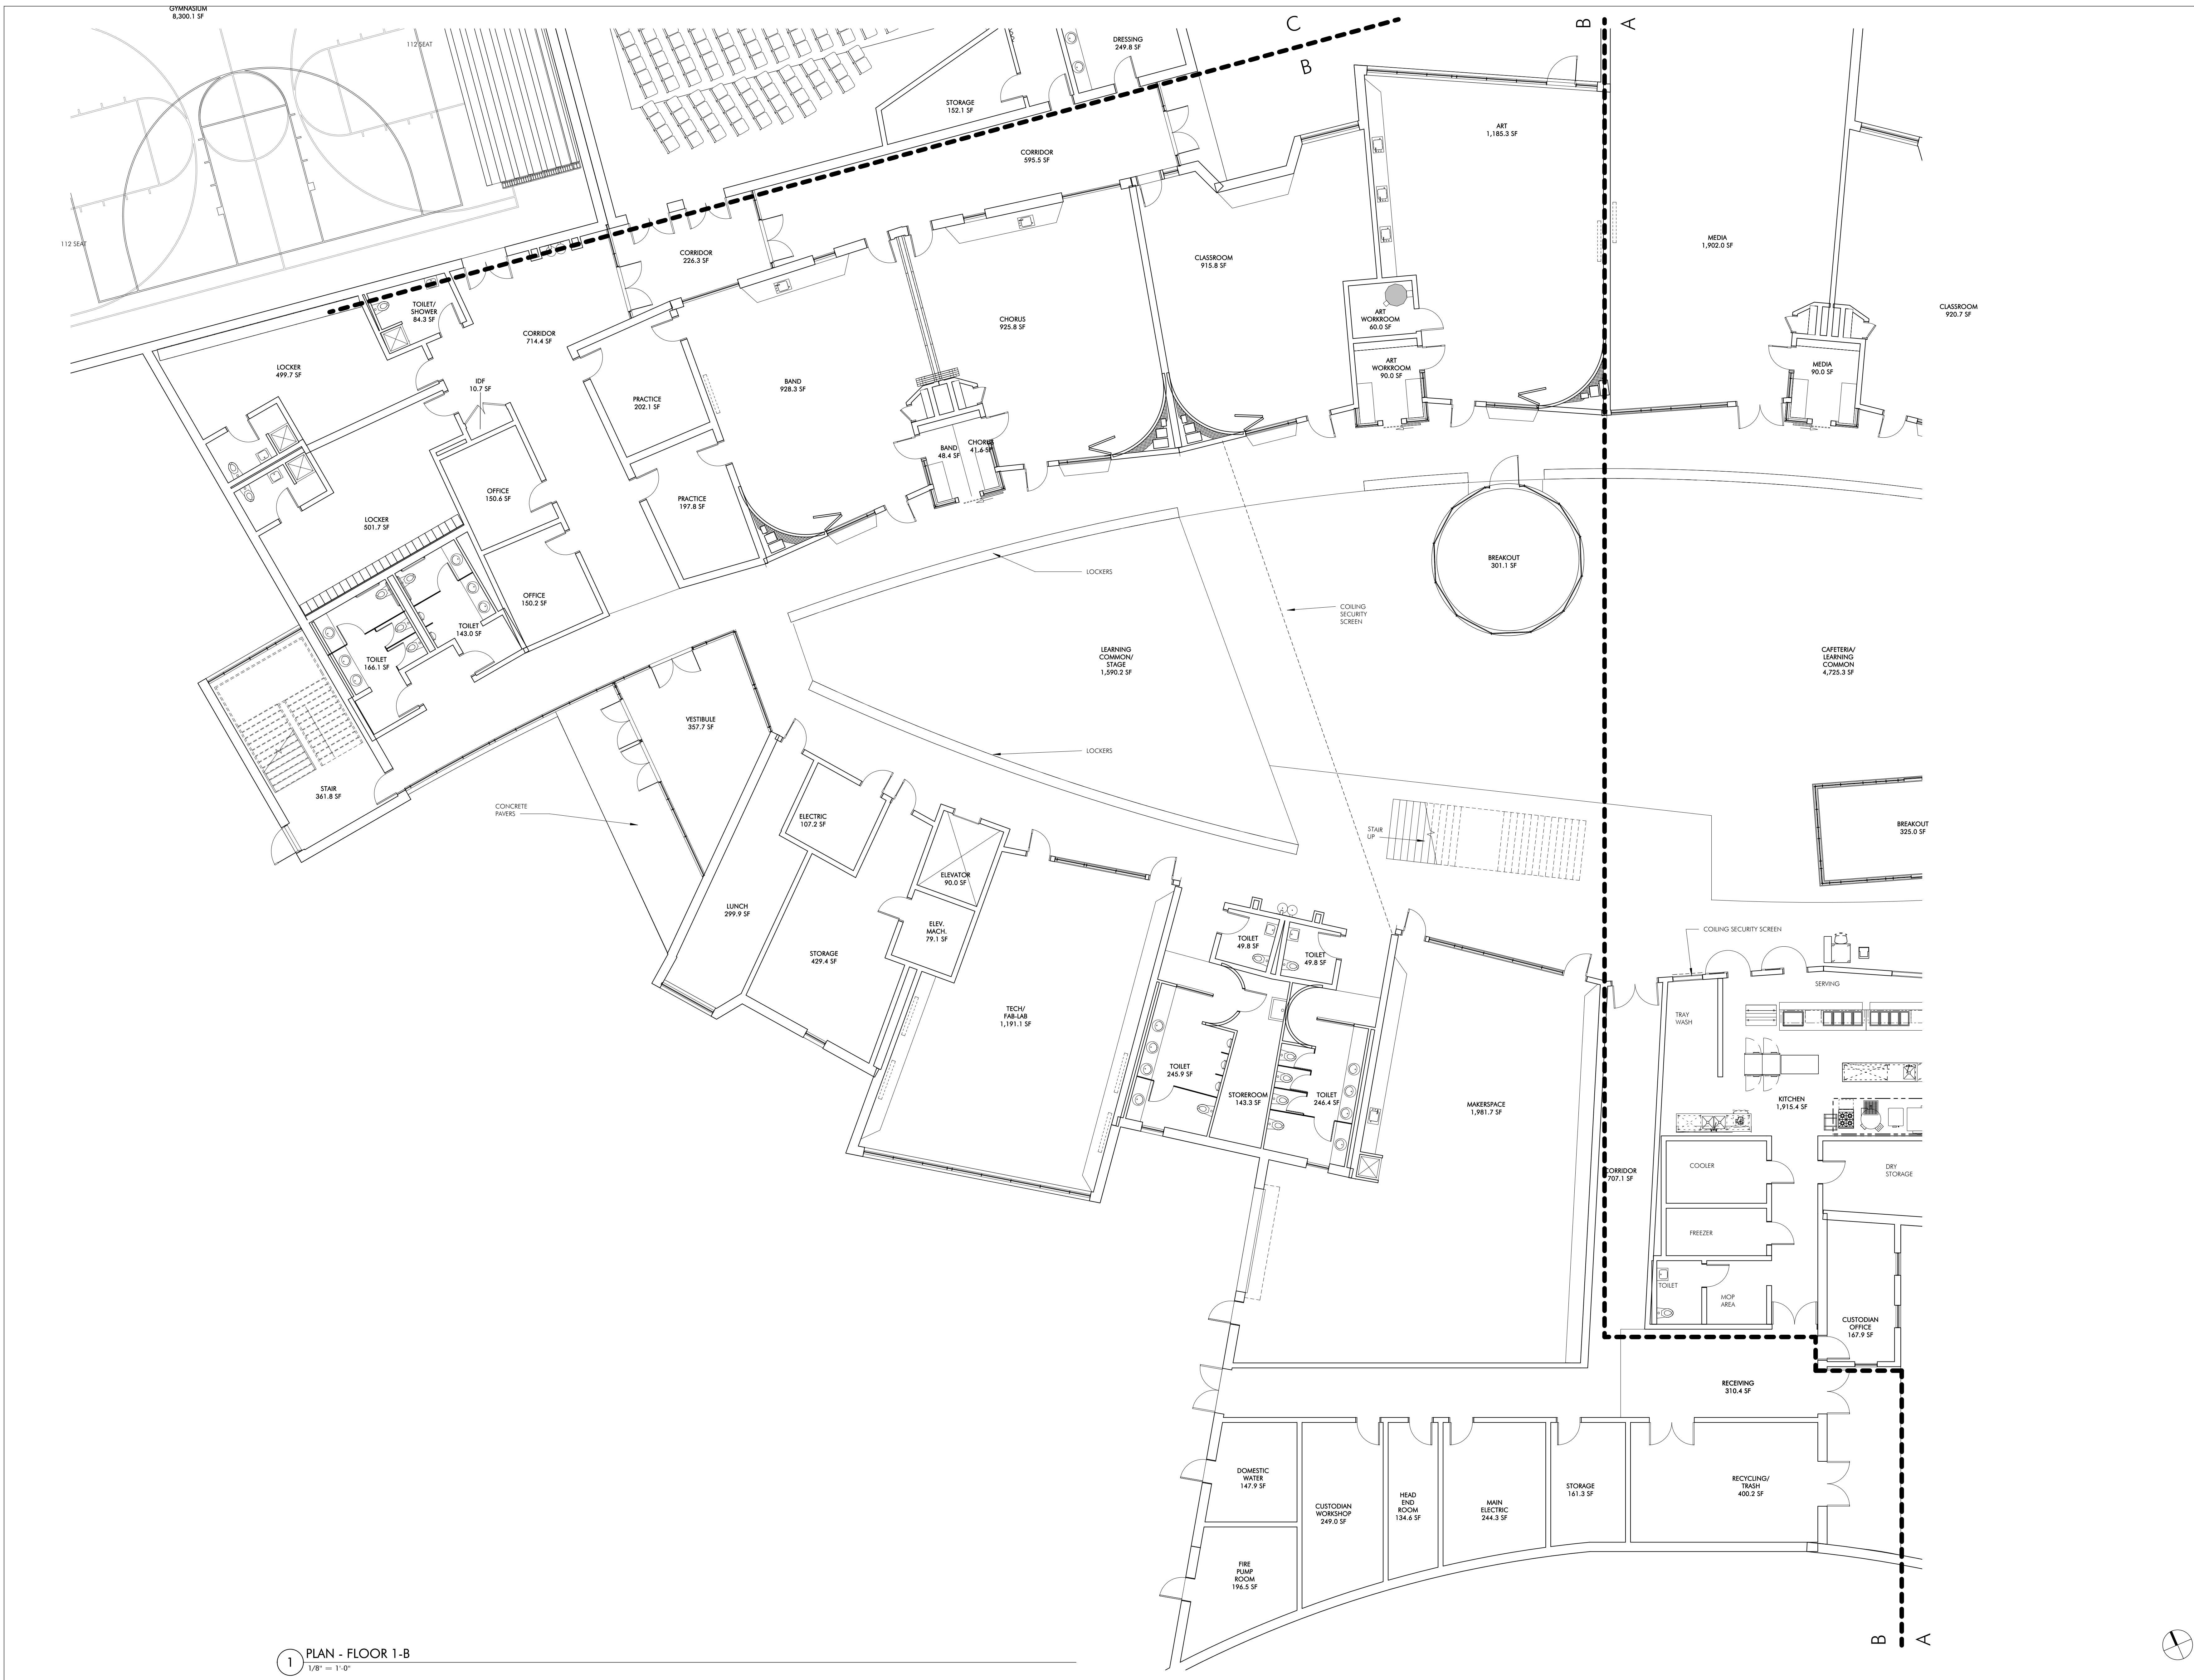 GYMNASIUM
8,300.1 SF
112 SEAT
112 SEAT
DRESSING
249.8 SF
STORAGE
152.1 SF
C
B
B
A
CORRIDOR
595.5 SF
ART
1,185.3 SF
CORRIDOR
226.3 SF
CLASSROOM
915.8 SF
MEDIA
1,902.0 SF
TOILET/
SHOWER
84.3 SF
CORRIDOR
714.4 SF
CHORUS
925.8 SF
ART
WORKROOM
60.0 SF
CLASSROOM
920.7 SF
LOCKER
499.7 SF
IDF
10.7 SF
BAND
928.3 SF
ART
WORKROOM
90.0 SF
MEDIA
90.0 SF
PRACTICE
202.1 SF
BAND
48.4 SF
CHORUS
41.6 SF
OFFICE
150.6 SF
PRACTICE
197.8 SF
LOCKER
501.7 SF
LOCKERS
BREAKOUT
301.1 SF
OFFICE
150.2 SF
COILING
SECURITY
SCREEN
TOILET
143.0 SF
TOILET
166.1 SF
LEARNING
COMMON/
STAGE
1,590.2 SF
CAFETERIA/
LEARNING
COMMON
4,725.3 SF
VESTIBULE
357.7 SF
LOCKERS
STAIR
361.8 SF
CONCRETE
PAVERS
ELECTRIC
107.2 SF
STAIR
UP
BREAKOUT
325.0 SF
ELEVATOR
90.0 SF
LUNCH
299.9 SF
ELEV.
MACH.
79.1 SF
STORAGE
429.4 SF
TOILET
49.8 SF
TOILET
49.8 SF
COILING SECURITY SCREEN
SERVING
TECH/
FAB-LAB
1,191.1 SF
TRAY
WASH
TOILET
245.9 SF
STOREROOM
143.3 SF
TOILET
246.4 SF
MAKERSPACE
1,981.7 SF
KITCHEN
1,915.4 SF
CORRIDOR
707.1 SF
COOLER
DRY
STORAGE
FREEZER
TOILET
MOP
AREA
CUSTODIAN
OFFICE
167.9 SF
RECEIVING
310.4 SF
DOMESTIC
WATER
147.9 SF
CUSTODIAN
WORKSHOP
249.0 SF
HEAD
END
ROOM
134.6 SF
MAIN
ELECTRIC
244.3 SF
STORAGE
161.3 SF
RECYCLING/
TRASH
400.2 SF
FIRE
PUMP
ROOM
196.5 SF
B
A
1
PLAN - FLOOR 1-B
1/8" = 1'-0"